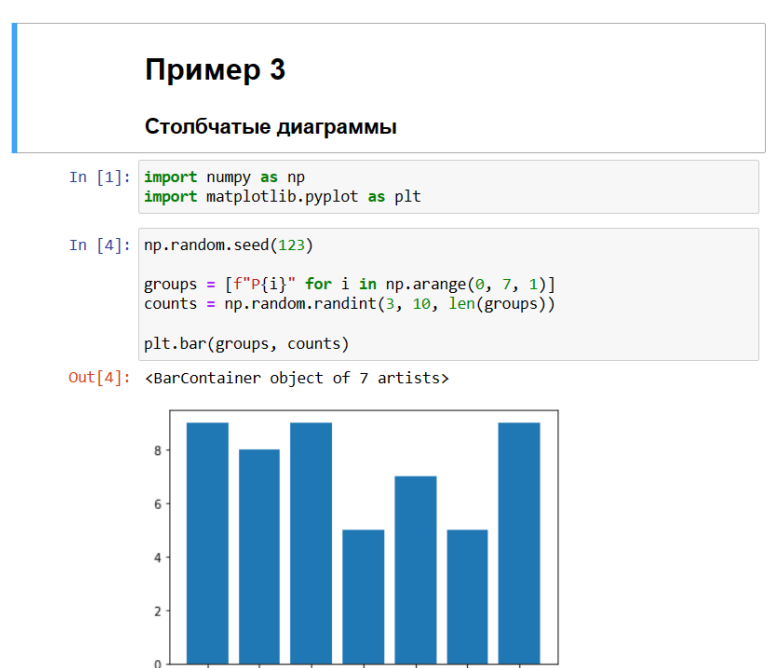 Пример 3
Столбчатые диаграммы
In [1]: import numpy as np
import matplotlib.pyplot as plt
In [4]: np.random.seed(123)
groups = [f"P{i}" for i in np.arange(0, 7, 1)]
counts = np.random.randint(3, 10, len(groups))
plt.bar(groups, counts)
Out[4]: <BarContainer object of 7 artists>
8
6
4
2
0